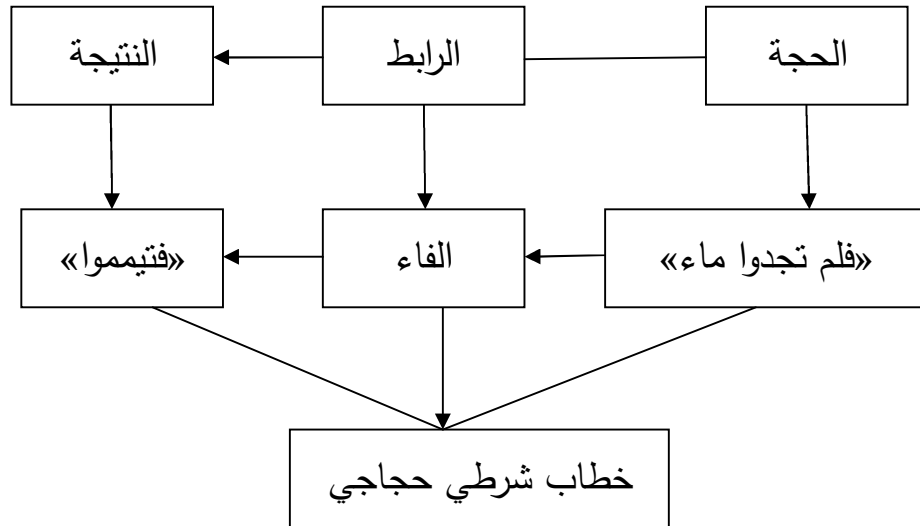 الحجة
الرابط
النتيجة
«فلم تجدوا ماء»
الفاء
«فتيمموا»
خطاب شرطي حجاجي